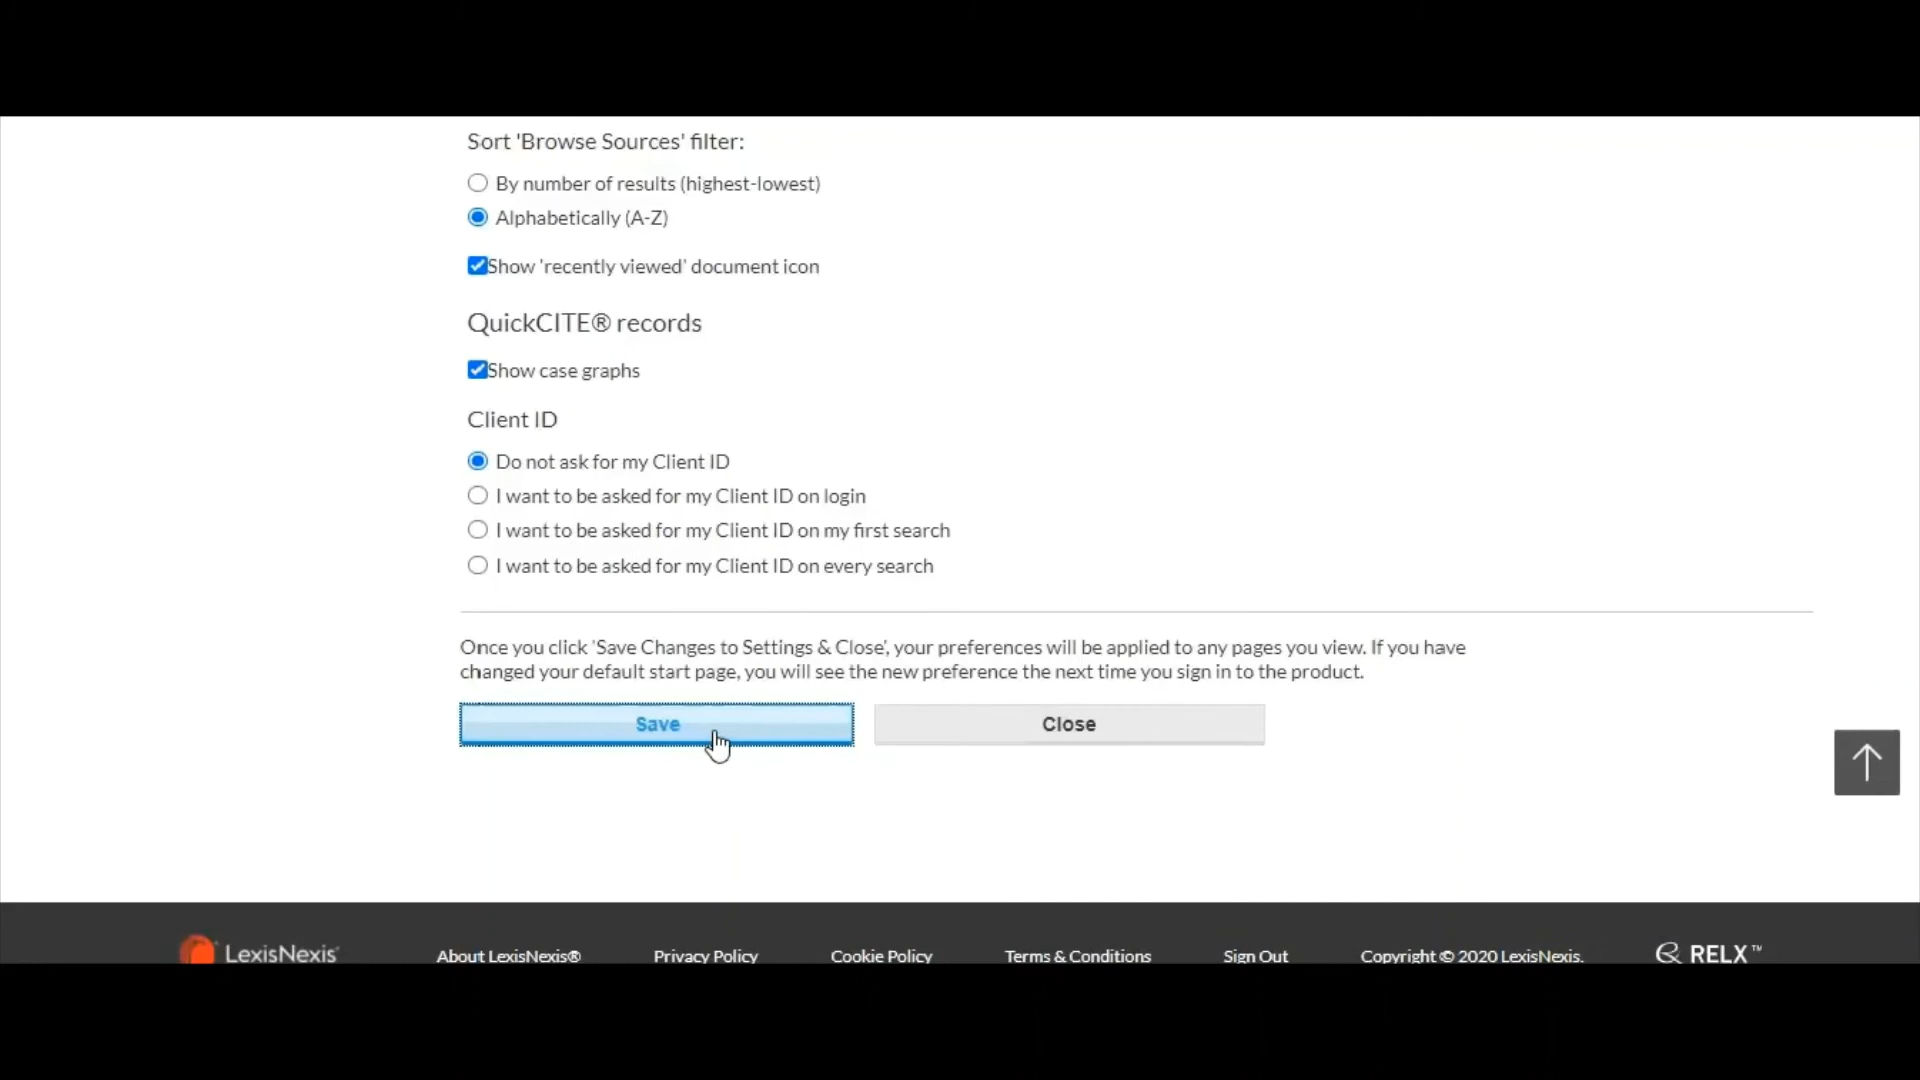 Sort 'Browse Sources' filter:
By number of results (highest-lowest)
Alphabetically (A-Z)
Show 'recently viewed' document icon
QuickCITE® records
Show case graphs
Client ID
Do not ask for my Client ID
I want to be asked for my Client ID on login
I want to be asked for my Client ID on my first search
I want to be asked for my Client ID on every search
Once you click 'Save Changes to Settings & Close', your preferences will be applied to any pages you view. If you have
changed your default start page, you will see the new preference the next time you sign in to the product.
Save Close
LexisNexis® About LexisNexis® Privacy Policy Cookie Policy Terms & Conditions Sign Out Copyright © 2020 LexisNexis. RELX™